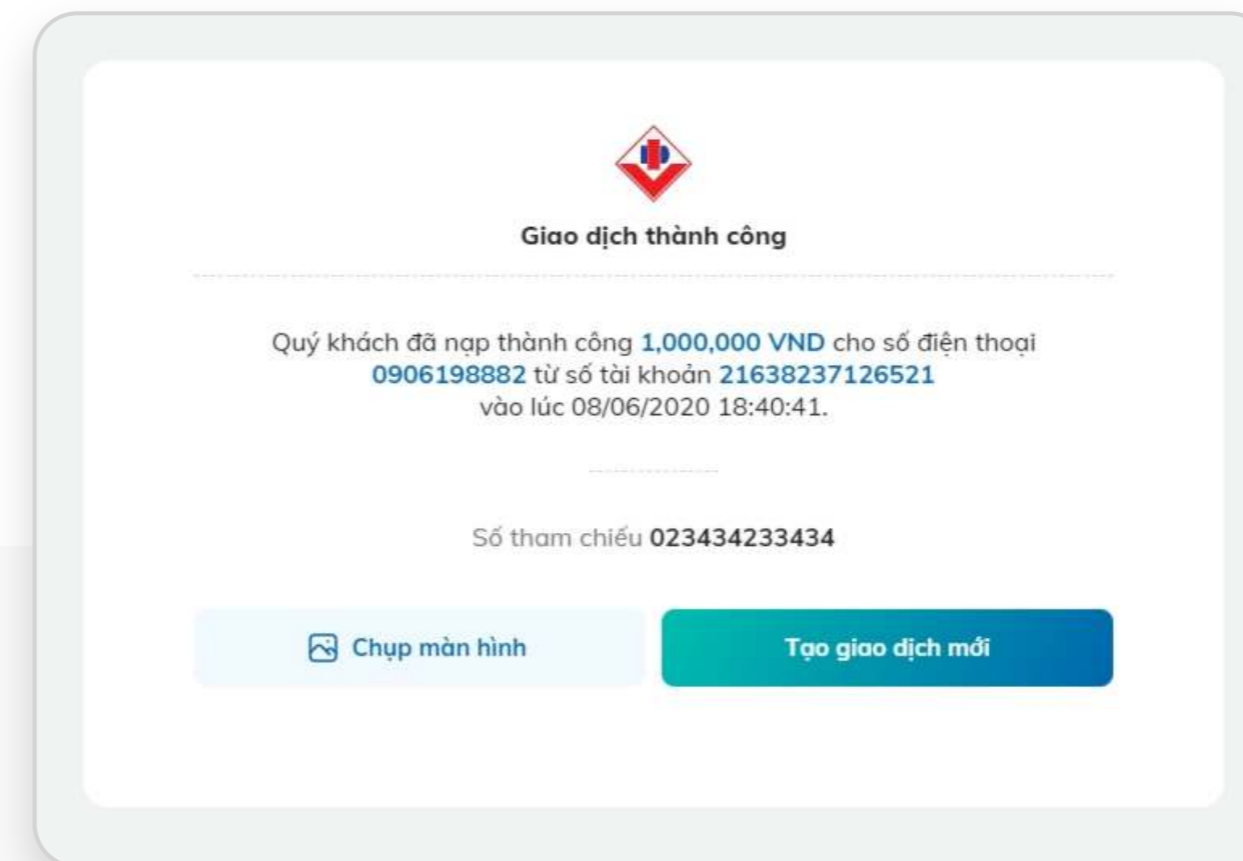 Giao dịch thành công
Quý khách đã nạp thành công 1,000,000 VND cho số điện thoại
0906198882 từ số tài khoản 21638237126521
vào lúc 08/06/2020 18:40:41.
Số tham chiếu 023434233434
Chụp màn hình
Tạo giao dịch mới